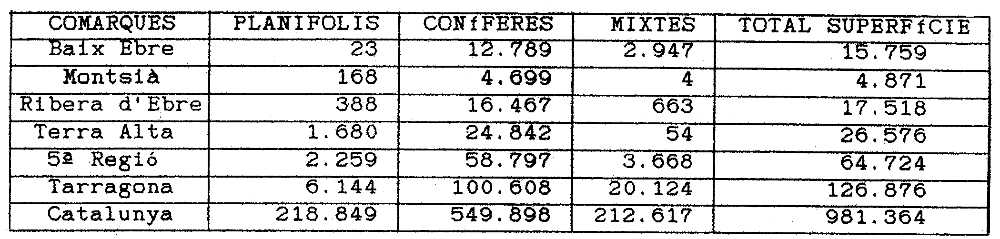 COMARQUES PLANIFOLIS CONÍFERES MIXTES TOTAL SUPERFÍCIE
Baix Ebre 23 12.789 2.947 15.759
Montsià 168 4.699 4 4.871
Ribera d'Ebre 388 16.467 663 17.518
Terra Alta 1.680 24.842 54 26.576
5ª Regió 2.259 58.797 3.668 64.724
Tarragona 6.144 100.608 20.124 126.876
Catalunya 218.849 549.898 212.617 981.364